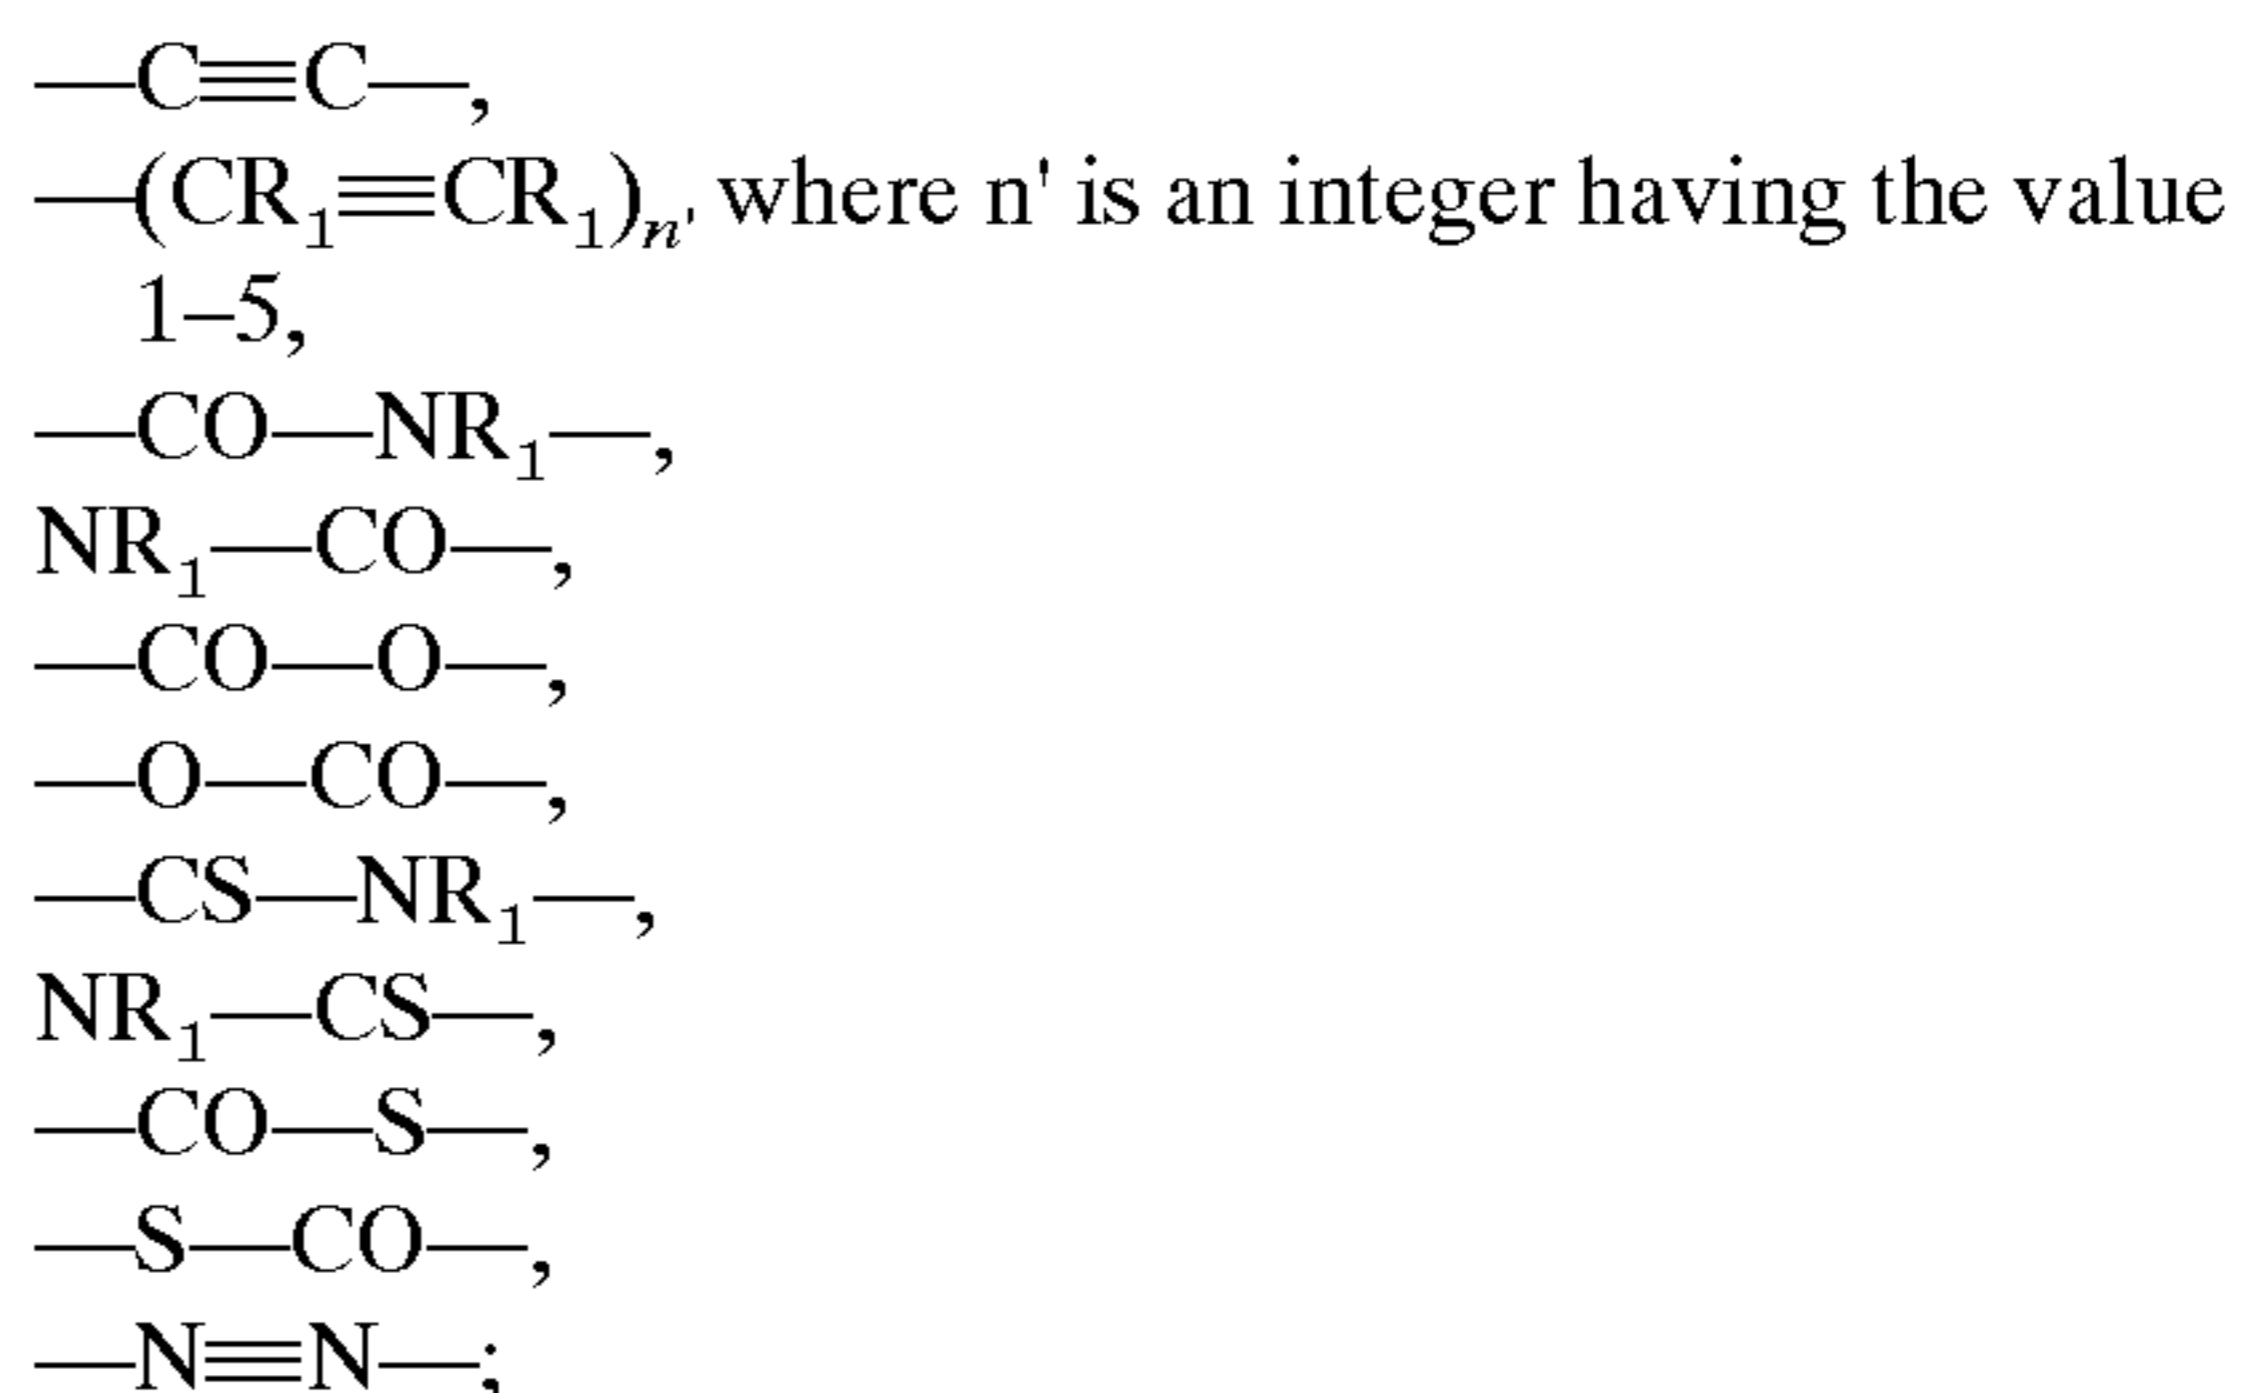 —C≡C—,
—(CR₁≡CR₁)ₙ' where n' is an integer having the value
1–5,
—CO—NR₁—,
NR₁—CO—,
—CO—O—,
—O—CO—,
—CS—NR₁—,
NR₁—CS—,
—CO—S—,
—S—CO—,
—N≡N—;